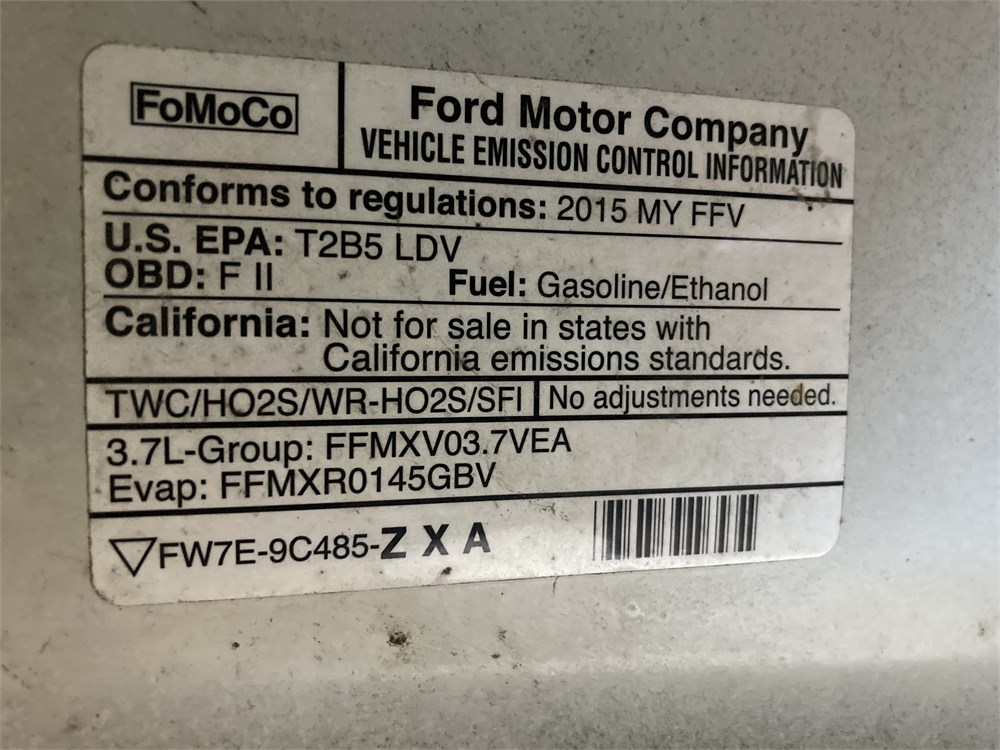 FoMoCo
Ford Motor Company
VEHICLE EMISSION CONTROL INFORMATION
Conforms to regulations: 2015 MY FFV
U.S. EPA: T2B5 LDV
OBD: F II Fuel: Gasoline/Ethanol
California: Not for sale in states with
California emissions standards.
TWC/HO2S/WR-HO2S/SFI No adjustments needed.
3.7L-Group: FFMXV03.7VEA
Evap: FFMXR0145GBV
FW7E-9C485-Z X A